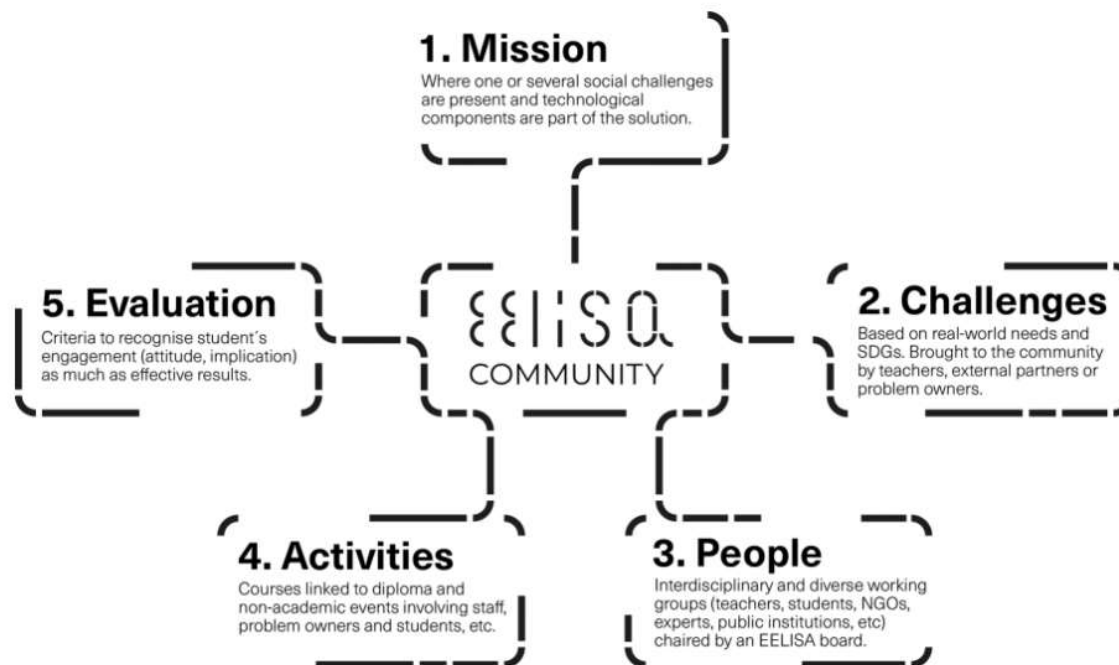 1. Mission
Where one or several social challenges
are present and technological
components are part of the solution.
EELISA
COMMUNITY
2. Challenges
Based on real-world needs and
SDGs. Brought to the community
by teachers, external partners or
problem owners.
3. People
Interdisciplinary and diverse working
groups (teachers, students, NGOs,
experts, public institutions, etc)
chaired by an EELISA board.
4. Activities
Courses linked to diploma and
non-academic events involving staff,
problem owners and students, etc.
5. Evaluation
Criteria to recognise student´s
engagement (attitude, implication)
as much as effective results.